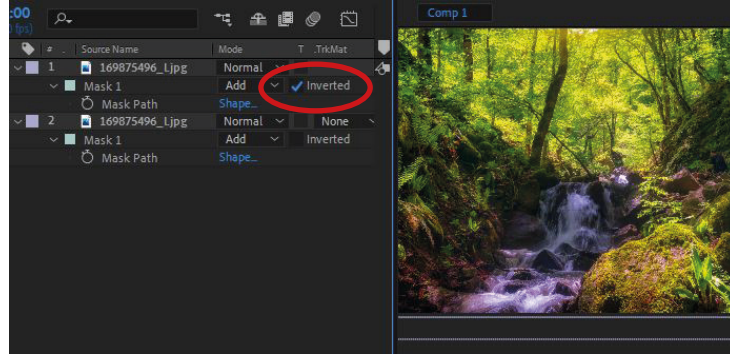 :00
fps)
Comp 1
# . Source Name Mode T .TrkMat
1 169875496_l.jpg Normal
Mask 1 Add Inverted
Mask Path Shape...
2 169875496_l.jpg Normal None
Mask 1 Add Inverted
Mask Path Shape...